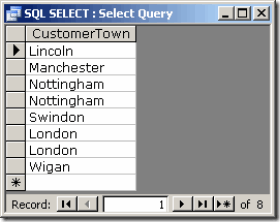 SQL SELECT : Select Query
CustomerTown
Lincoln
Manchester
Nottingham
Nottingham
Swindon
London
London
Wigan
Record: 1 of 8